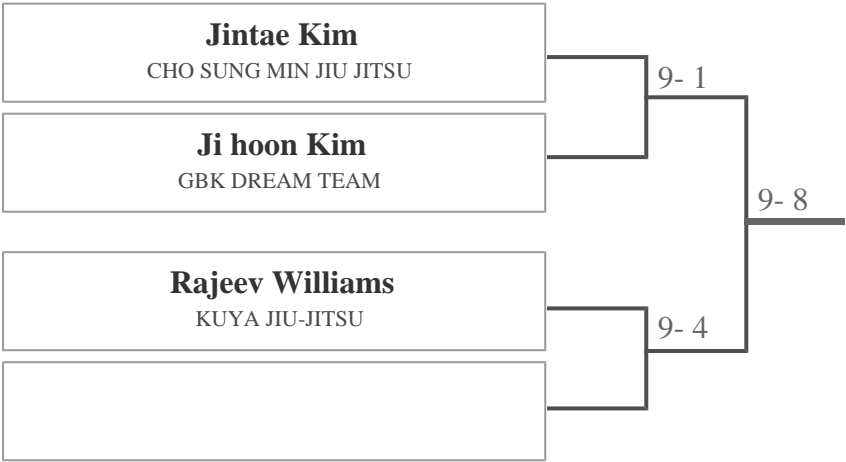 Jintae Kim
CHO SUNG MIN JIU JITSU
9- 1
Ji hoon Kim
GBK DREAM TEAM
9- 8
Rajeev Williams
KUYA JIU-JITSU
9- 4